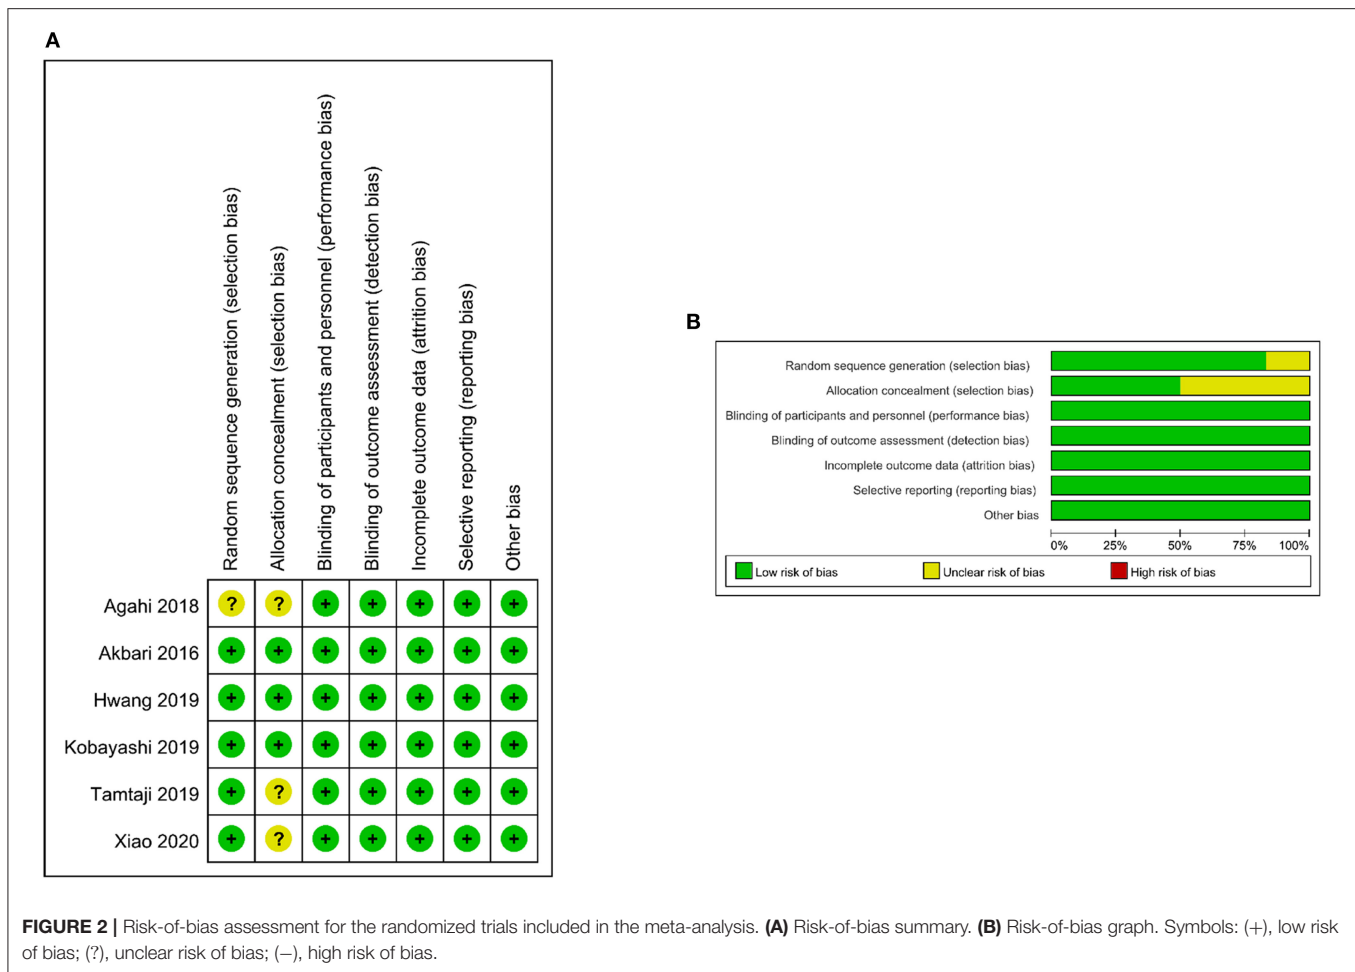 A
Random sequence generation (selection bias)
Allocation concealment (selection bias)
Blinding of participants and personnel (performance bias)
Blinding of outcome assessment (detection bias)
Incomplete outcome data (attrition bias)
Selective reporting (reporting bias)
Other bias
Agahi 2018 ? ? + + + + +
Akbari 2016 + + + + + + +
Hwang 2019 + + + + + + +
Kobayashi 2019 + + + + + + +
Tamtaji 2019 + ? + + + + +
Xiao 2020 + ? + + + + +
B
Random sequence generation (selection bias)
Allocation concealment (selection bias)
Blinding of participants and personnel (performance bias)
Blinding of outcome assessment (detection bias)
Incomplete outcome data (attrition bias)
Selective reporting (reporting bias)
Other bias
0% 25% 50% 75% 100%
Low risk of bias Unclear risk of bias High risk of bias
FIGURE 2 | Risk-of-bias assessment for the randomized trials included in the meta-analysis. (A) Risk-of-bias summary. (B) Risk-of-bias graph. Symbols: (+), low risk
of bias; (?), unclear risk of bias; (−), high risk of bias.